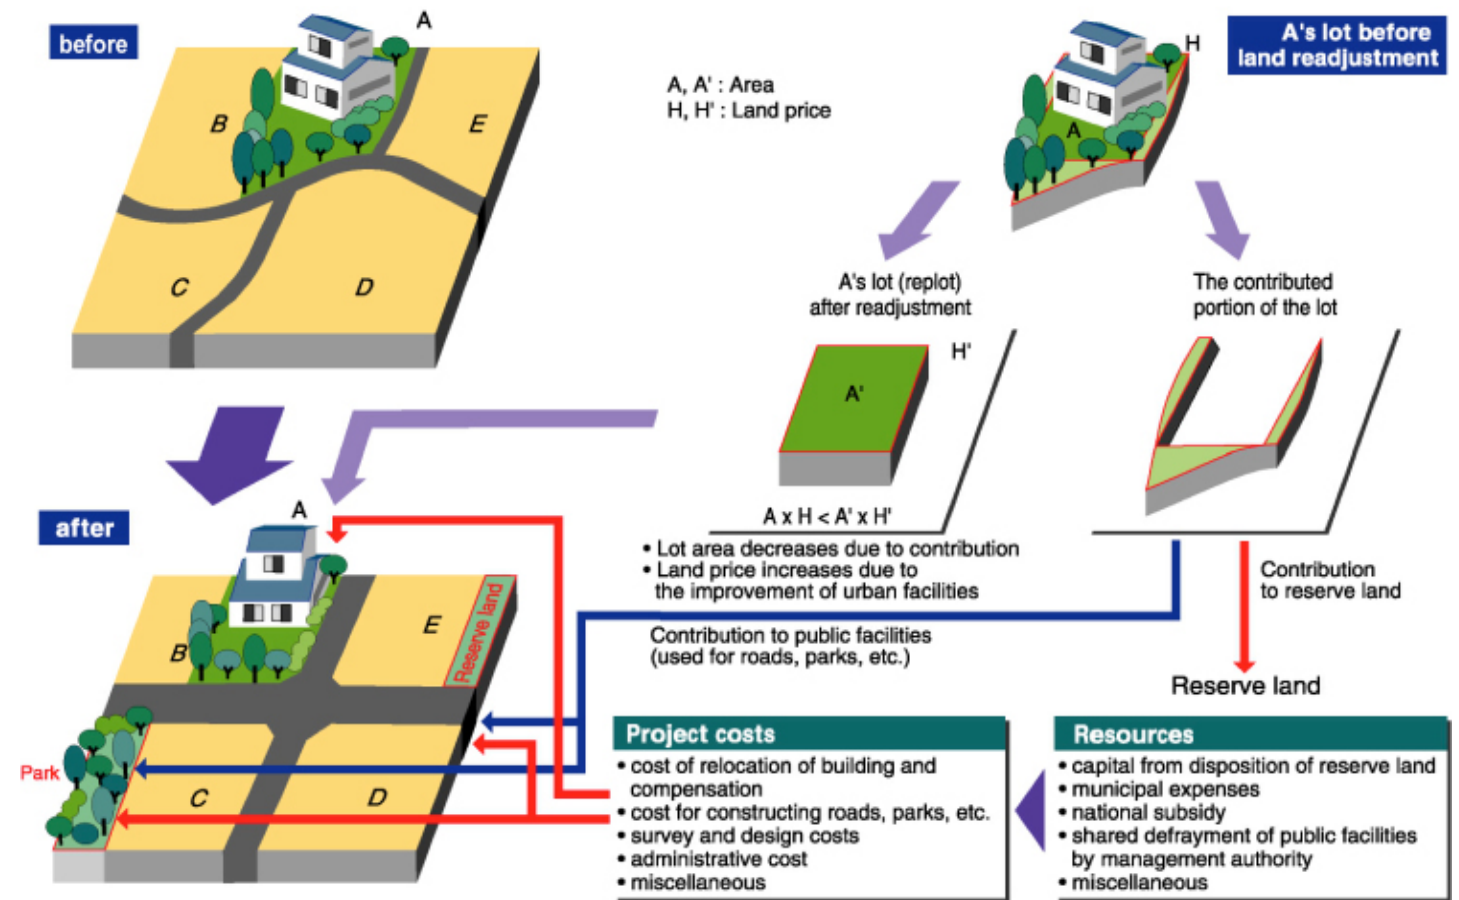 before
A
B
E
C
D
A, A' : Area
H, H' : Land price
A's lot before
land readjustment
H
A
A's lot (replot)
after readjustment
H'
A'
A x H < A' x H'
• Lot area decreases due to contribution
• Land price increases due to
the improvement of urban facilities
The contributed
portion of the lot
Contribution to public facilities
(used for roads, parks, etc.)
Contribution
to reserve land
Reserve land
after
A
B
E
Reserve land
Park
C
D
Project costs
• cost of relocation of building and
compensation
• cost for constructing roads, parks, etc.
• survey and design costs
• administrative cost
• miscellaneous
Resources
• capital from disposition of reserve land
• municipal expenses
• national subsidy
• shared defrayment of public facilities
by management authority
• miscellaneous